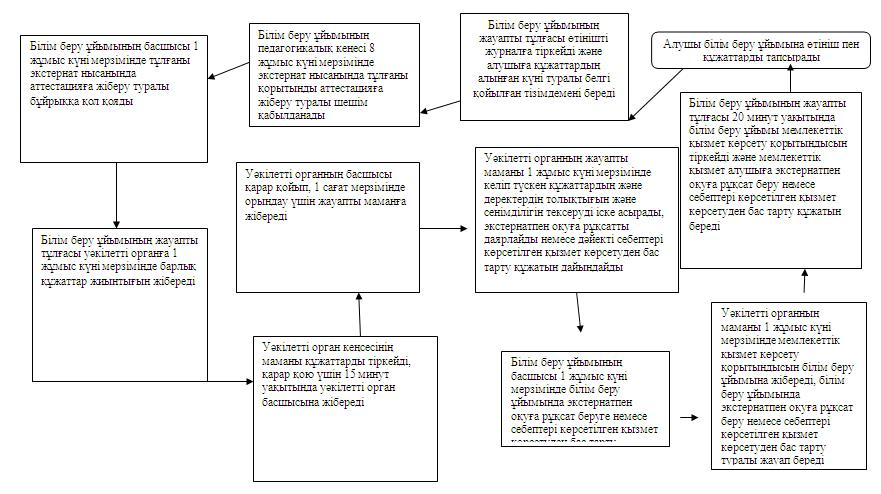 Білім беру ұйымының басшысы 1
жұмыс күні мерзімінде тұлғаны
экстернат нысанында
аттестацияға жіберу туралы
бұйрыққа қол қояды
Білім беру ұйымының
педагогикалық кеңесі 8
жұмыс күні мерзімінде
экстернат нысанында тұлғаны
қорытынды аттестацияға
жіберу туралы шешім
қабылданады
Білім беру ұйымының
жауапты тұлғасы өтінішті
журналға тіркейді және
алушыға құжаттардын
алынған күні туралы белгі
қойылған тізімдемені береді
Алушы білім беру ұйымына өтініш пен
құжаттарды тапсырады
Білім беру ұйымының жауапты
тұлғасы 20 минут уақытында
білім беру ұйымы мемлекеттік
қызмет көрсету қорытындысын
тіркейді және мемлекеттік
қызмет алушыға экстернатпен
оқуға рұқсат беру немесе
себептері көрсетілген қызмет
көрсетуден бас тарту құжатын
береді
Уәкілетті органнын басшысы
қарар қойып, 1 сағат мерзімінде
орындау үшін жауапты маманға
жібереді
Уәкілетті органнын жауапты
маманы 1 жұмыс күні мерзімінде
келіп түскен құжаттардын және
деректердін толықтығын және
сенімділігін тексеруді іске асырады,
экстернатпен оқуға рұқсатты
даярлайды немесе дәйекті себептері
көрсетілген қызмет көрсетуден бас
тарту құжатын дайындайды
Білім беру ұйымының жауапты
тұлғасы уәкілетті органға 1
жұмыс күні мерзімінде барлық
құжаттар жиынтығын жібереді
Уәкілетті орган кеңсесінің
маманы құжаттарды тіркейді,
қарар қою үшін 15 минут
уақытында уәкілетті орган
басшысына жібереді
Білім беру ұйымының
басшысы 1 жұмыс күні
мерзімінде білім беру
ұйымында экстернатпен
оқуға рұқсат беруге немесе
себептері көрсетілген қызмет
көрсетуден бас тарту
Уәкілетті органнын
маманы 1 жұмыс күні
мерзімінде мемлекеттік
қызмет көрсету
қорытындысын білім беру
ұйымына жібереді, білім
беру ұйымында
экстернатпен оқуға рұқсат
беру немесе себептері
көрсетілген қызмет
көрсетуден бас тарту
туралы жауап береді